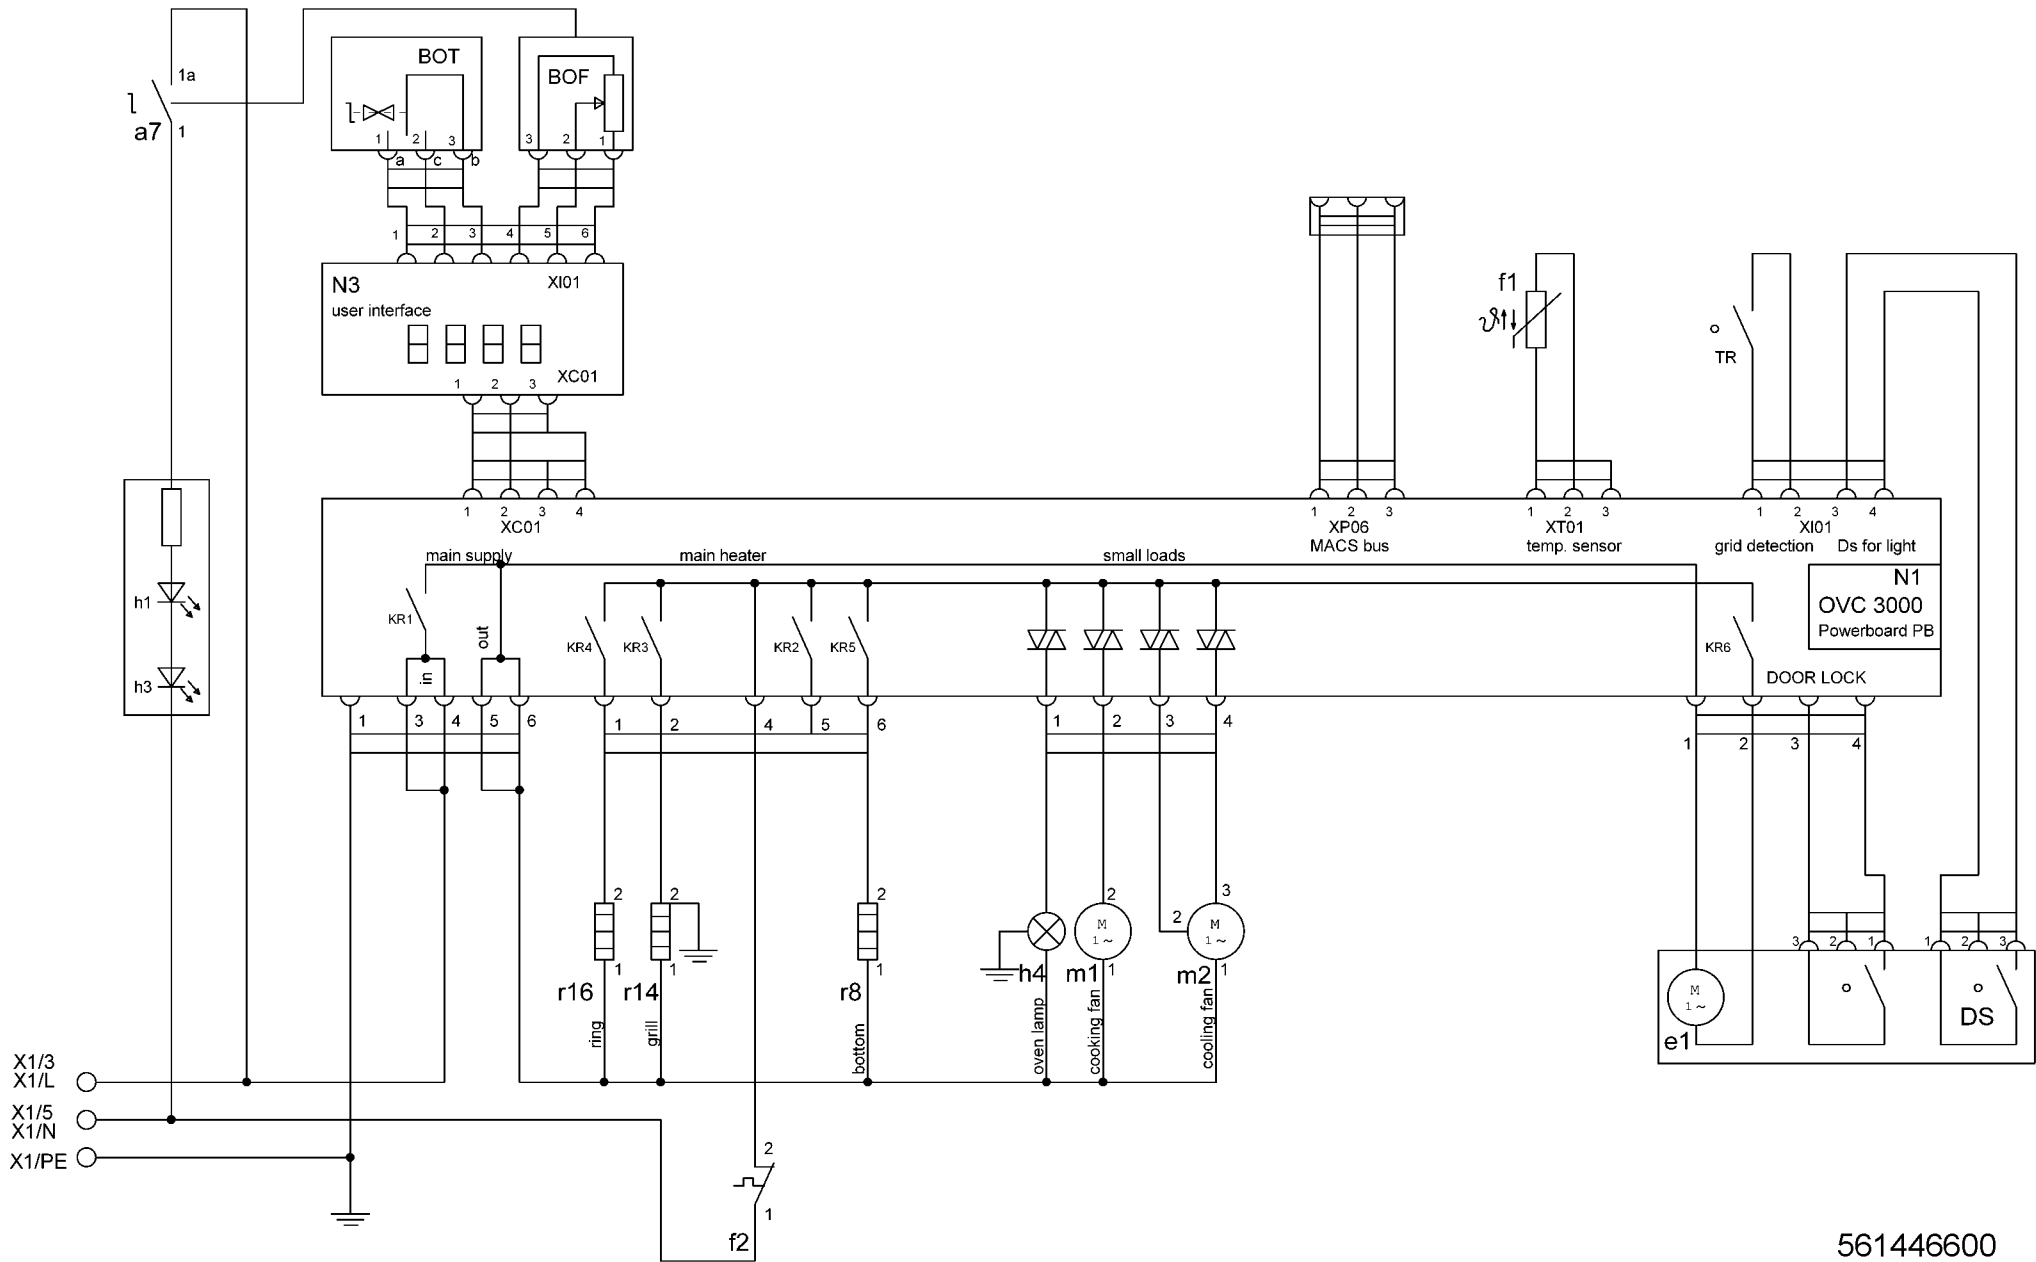 BOT
BOF
1a
l
a7
1
1
2
3
3
2
1
a
c
b
1
2
3
4
5
6
N3
XI01
user interface
f1
ϑ
TR
XC01
1
2
3
1
2
3
4
XC01
1
2
3
XP06
MACS bus
1
2
3
XT01
temp. sensor
1
2
3
4
XI01
grid detection
Ds for light
main supply
main heater
small loads
N1
OVC 3000
Powerboard PB
h1
KR1
out
KR4
KR3
KR2
KR5
KR6
h3
in
DOOR LOCK
1
3
4
5
6
1
2
4
5
6
1
2
3
4
1
2
3
4
2
2
2
2
3
2
M
1~
M
1~
3
2
1
1
2
3
1
1
1
h4
m1
1
m2
1
r16
r14
r8
M
1~
e1
DS
ring
grill
bottom
oven lamp
cooking fan
cooling fan
X1/3
X1/L
X1/5
X1/N
X1/PE
2
1
f2
561446600